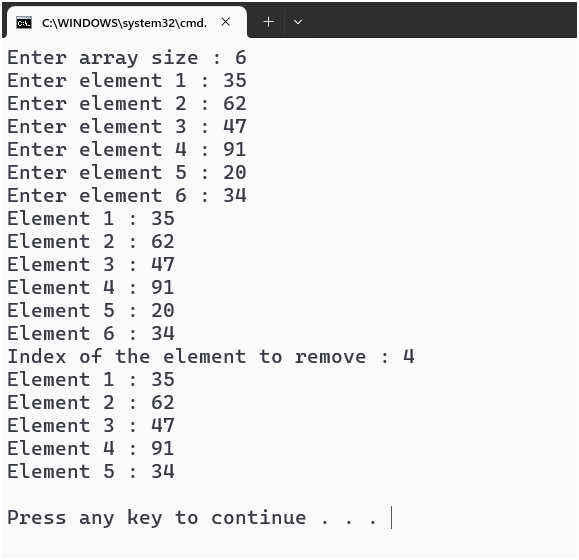 C:\WINDOWS\system32\cmd.
Enter array size : 6
Enter element 1 : 35
Enter element 2 : 62
Enter element 3 : 47
Enter element 4 : 91
Enter element 5 : 20
Enter element 6 : 34
Element 1 : 35
Element 2 : 62
Element 3 : 47
Element 4 : 91
Element 5 : 20
Element 6 : 34
Index of the element to remove : 4
Element 1 : 35
Element 2 : 62
Element 3 : 47
Element 4 : 91
Element 5 : 34
Press any key to continue . . .